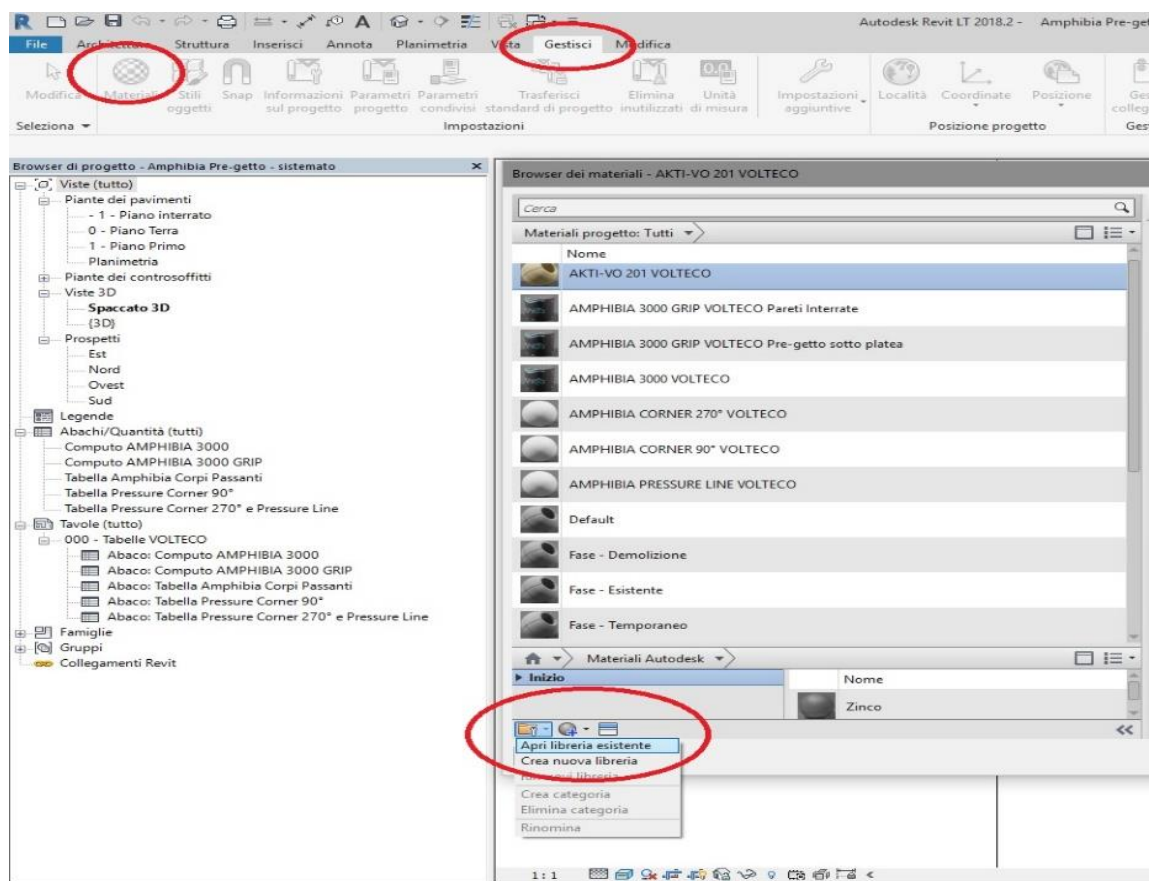 Autodesk Revit LT 2018.2 - Amphibia Pre-get
File Architettura Struttura Inserisci Annota Planimetria Vista Gestisci Modifica
Modifica Materiali Stili oggetti Snap Informazioni sul progetto Parametri progetto Parametri condivisi Trasferisci standard di progetto Elimina inutilizzati Unità di misura Impostazioni aggiuntive Località Coordinate Posizione Ges colleg
Seleziona Impostazioni Posizione progetto Ges
Browser di progetto - Amphibia Pre-getto - sistemato
Viste (tutto)
Piante dei pavimenti
- 1 - Piano interrato
0 - Piano Terra
1 - Piano Primo
Planimetria
Piante dei controsoffitti
Viste 3D
Spaccato 3D
{3D}
Prospetti
Est
Nord
Ovest
Sud
Legende
Abachi/Quantità (tutti)
Computo AMPHIBIA 3000
Computo AMPHIBIA 3000 GRIP
Tabella Amphibia Corpi Passanti
Tabella Pressure Corner 90°
Tabella Pressure Corner 270° e Pressure Line
Tavole (tutto)
000 - Tabelle VOLTECO
Abaco: Computo AMPHIBIA 3000
Abaco: Computo AMPHIBIA 3000 GRIP
Abaco: Tabella Amphibia Corpi Passanti
Abaco: Tabella Pressure Corner 90°
Abaco: Tabella Pressure Corner 270° e Pressure Line
Famiglie
Gruppi
Collegamenti Revit
Browser dei materiali - AKTI-VO 201 VOLTECO
Cerca
Materiali progetto: Tutti
Nome
AKTI-VO 201 VOLTECO
AMPHIBIA 3000 GRIP VOLTECO Pareti Interrate
AMPHIBIA 3000 GRIP VOLTECO Pre-getto sotto platea
AMPHIBIA 3000 VOLTECO
AMPHIBIA CORNER 270° VOLTECO
AMPHIBIA CORNER 90° VOLTECO
AMPHIBIA PRESSURE LINE VOLTECO
Default
Fase - Demolizione
Fase - Esistente
Fase - Temporaneo
Materiali Autodesk
Inizio
Nome
Zinco
Apri libreria esistente
Crea nuova libreria
libreria
Crea categoria
Elimina categoria
Rinomina
1 : 1